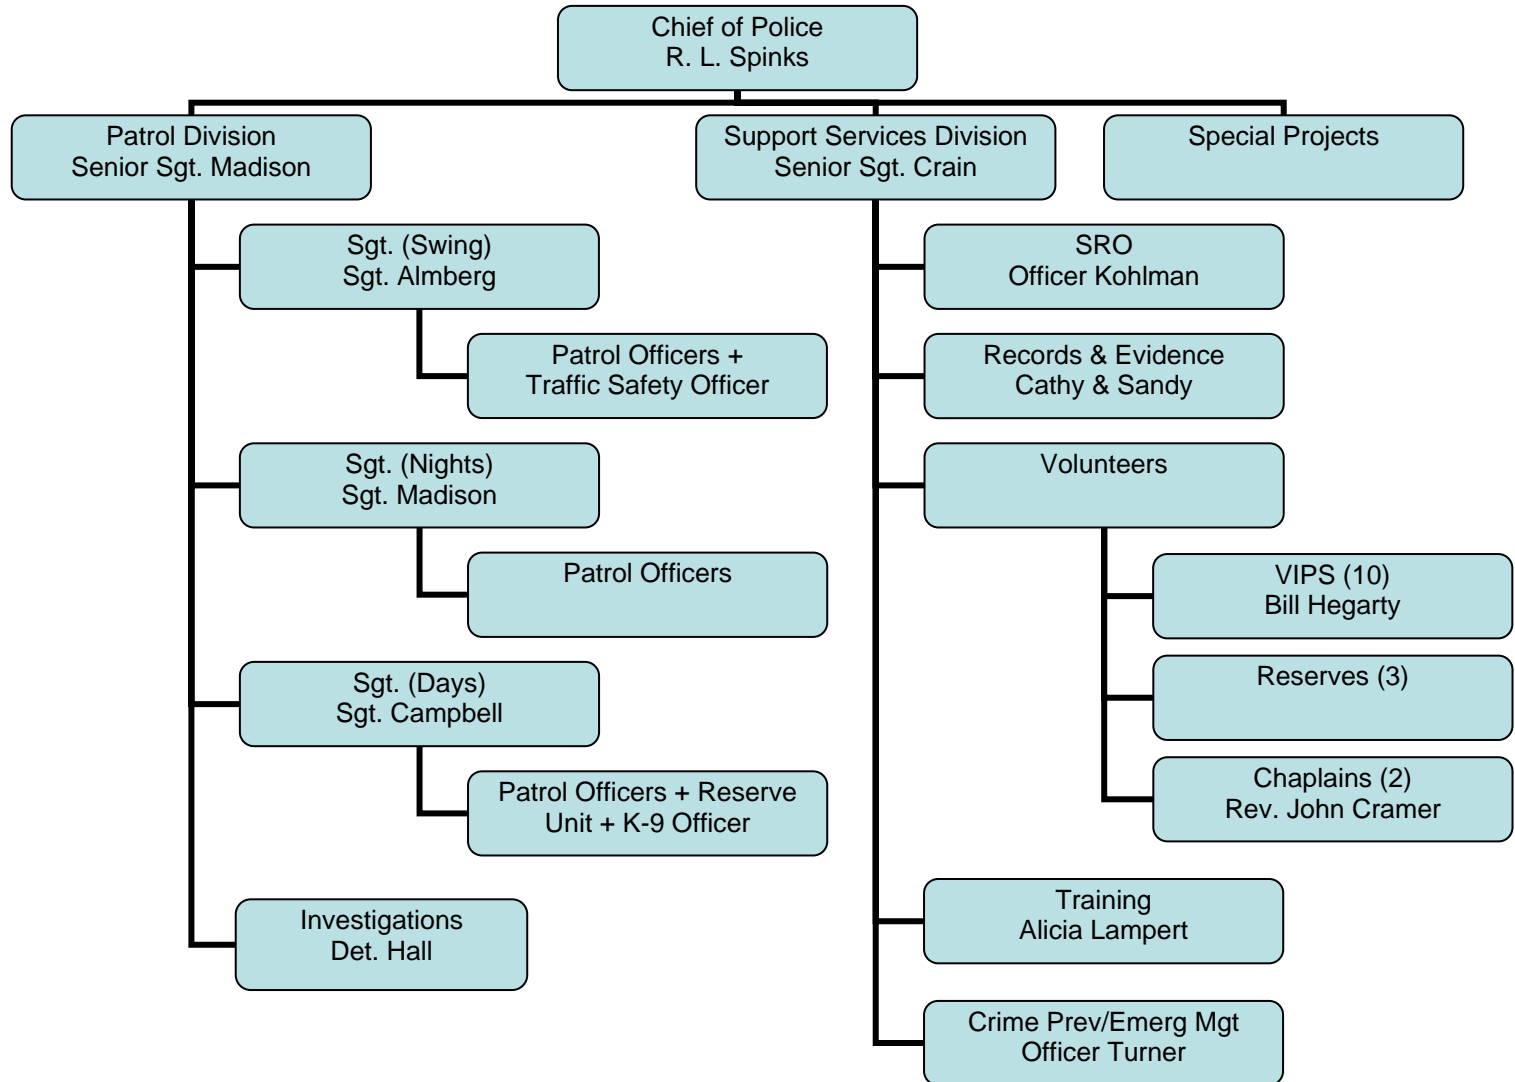 Chief of Police
R. L. Spinks
Patrol Division
Senior Sgt. Madison
Support Services Division
Senior Sgt. Crain
Special Projects
Sgt. (Swing)
Sgt. Almberg
Patrol Officers +
Traffic Safety Officer
Sgt. (Nights)
Sgt. Madison
Patrol Officers
Sgt. (Days)
Sgt. Campbell
Patrol Officers + Reserve
Unit + K-9 Officer
Investigations
Det. Hall
SRO
Officer Kohlman
Records & Evidence
Cathy & Sandy
Volunteers
VIPS (10)
Bill Hegarty
Reserves (3)
Chaplains (2)
Rev. John Cramer
Training
Alicia Lampert
Crime Prev/Emerg Mgt
Officer Turner